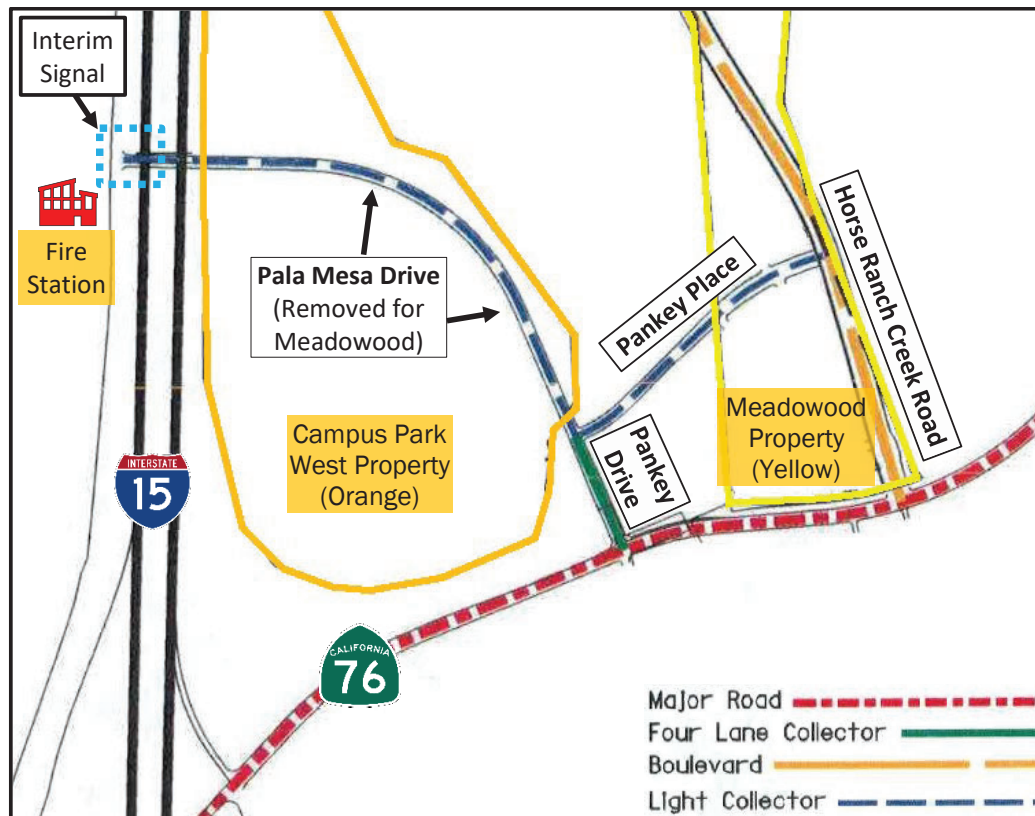 Interim
Signal
Fire
Station
Pala Mesa Drive
(Removed for
Meadowood)
Pankey Place
Horse Ranch Creek Road
Campus Park
West Property
(Orange)
Pankey
Drive
Meadowood
Property
(Yellow)
INTERSTATE
15
CALIFORNIA
76
Major Road
Four Lane Collector
Boulevard
Light Collector